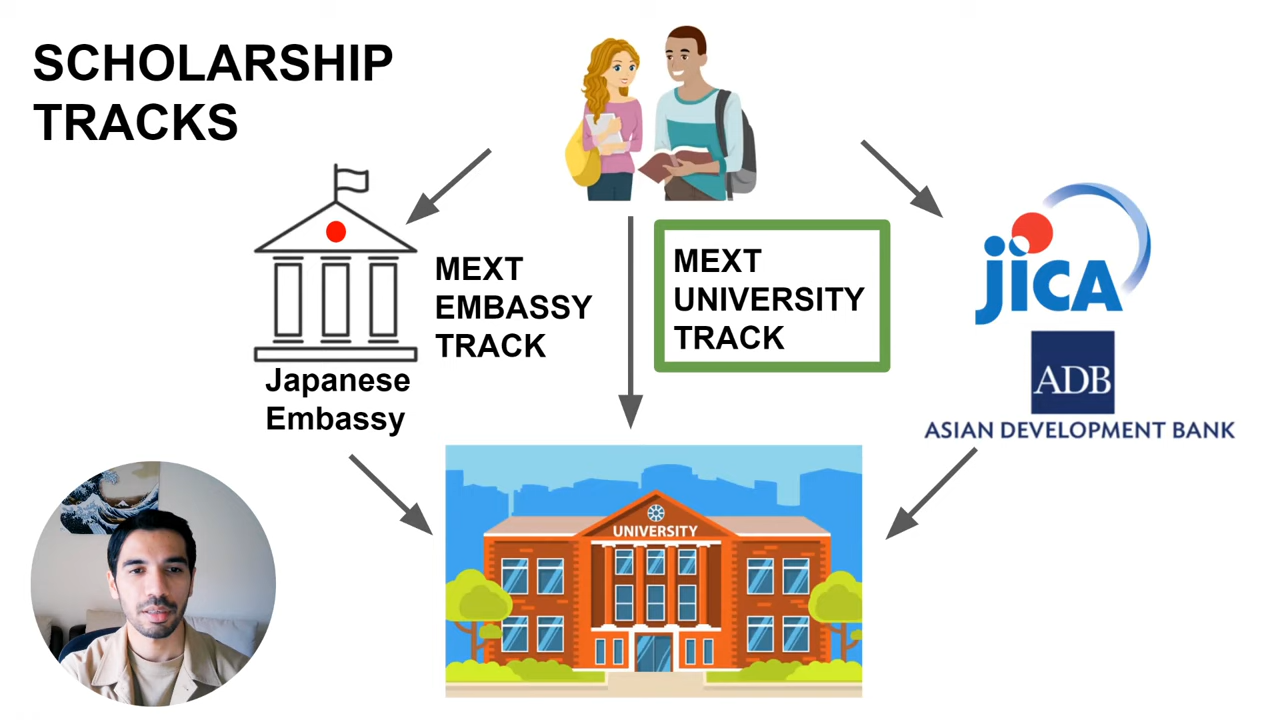 SCHOLARSHIP
TRACKS
MEXT
EMBASSY
TRACK
Japanese
Embassy
MEXT
UNIVERSITY
TRACK
jica
ADB
ASIAN DEVELOPMENT BANK
UNIVERSITY